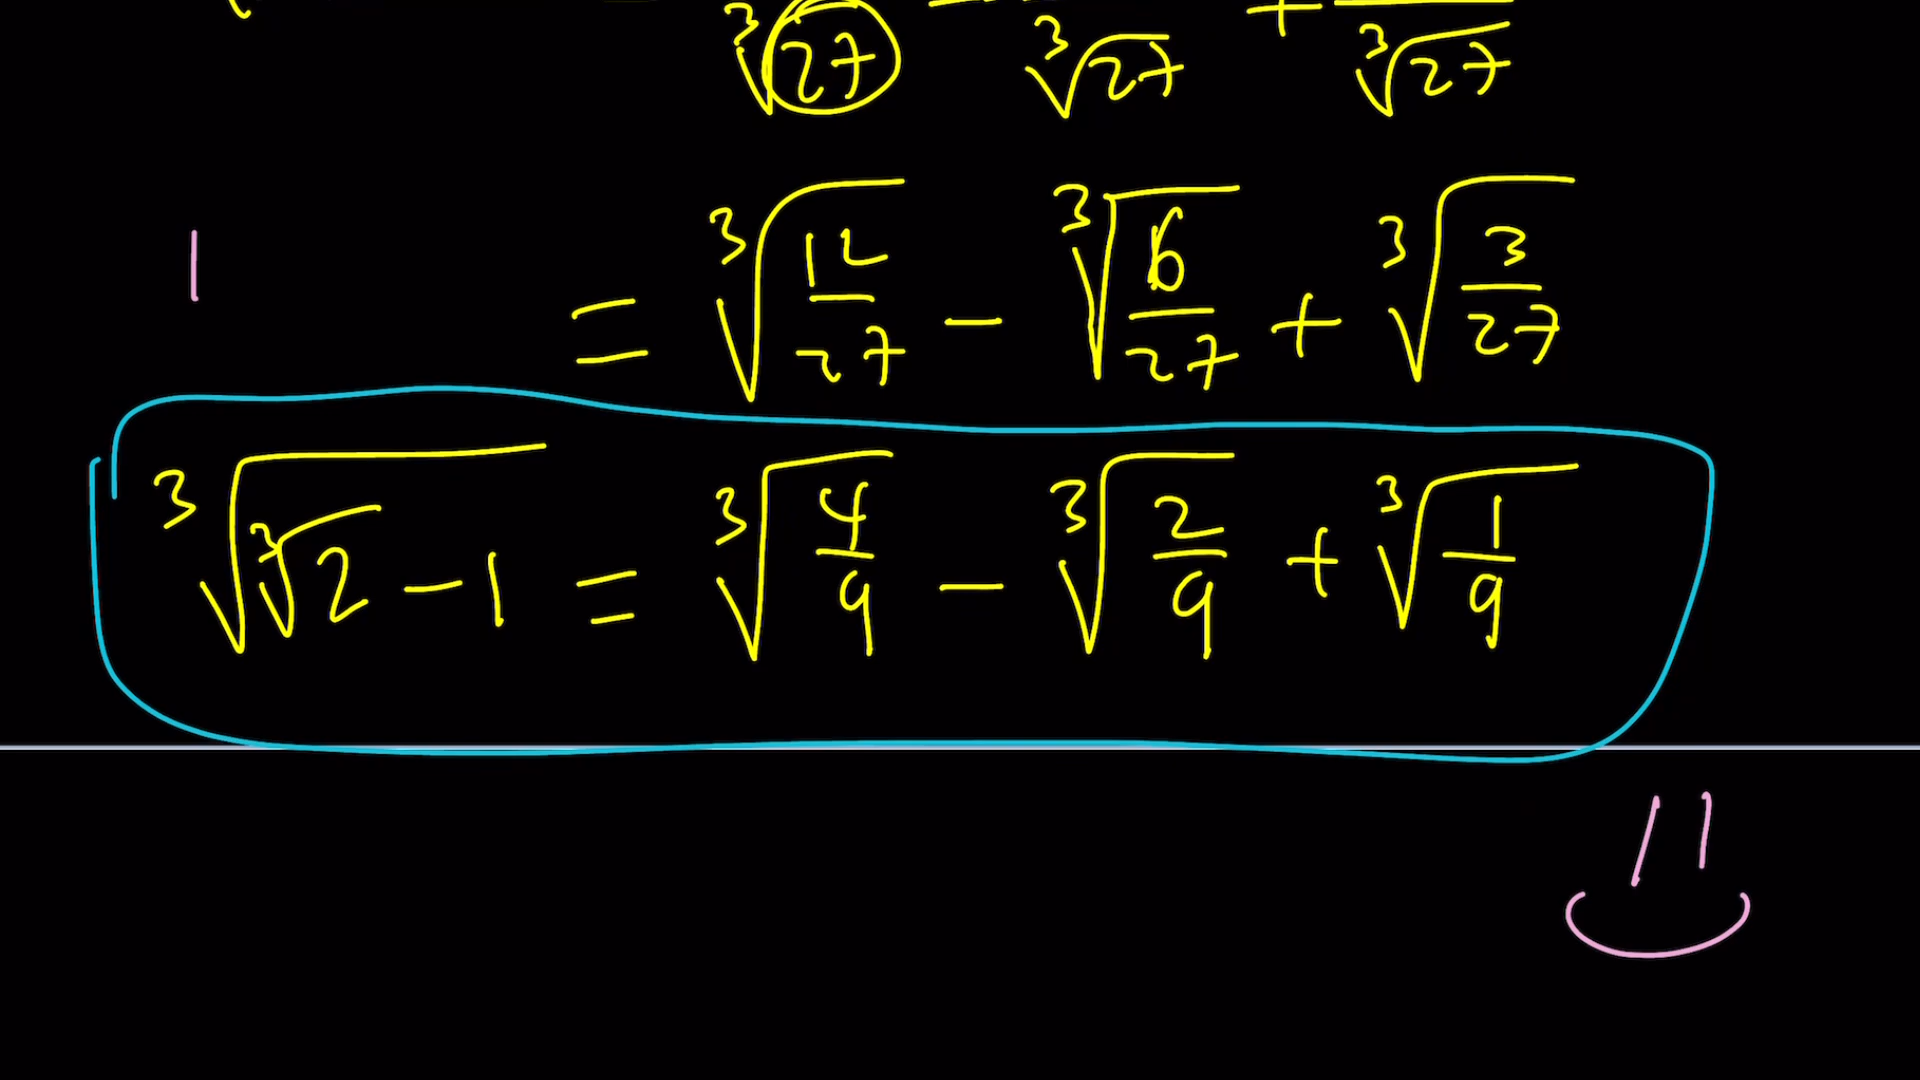 ∛27 − ∛27 + ∛27
| = ∛(12/27) − ∛(6/27) + ∛(3/27)
∛(∛2 − 1) = ∛(4/9) − ∛(2/9) + ∛(1/9)